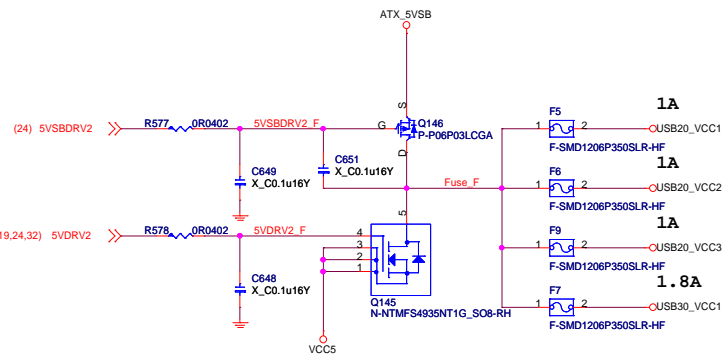 ATX_5VSB
(24) 5VSBDRV2
R577
0R0402
5VSBDRV2_F
G
S
D
Q146
P-P06P03LCGA
C649
X_C0.1u16Y
C651
X_C0.1u16Y
Fuse_F
19,24,32) 5VDRV2
R578
0R0402
5VDRV2_F
4
3
2
1
5
C648
X_C0.1u16Y
Q145
N-NTMFS4935NT1G_SO8-RH
VCC5
1A
F5
1 2
USB20_VCC1
F-SMD1206P350SLR-HF
1A
F6
1 2
USB20_VCC2
F-SMD1206P350SLR-HF
1A
F9
1 2
USB20_VCC3
F-SMD1206P350SLR-HF
1.8A
F7
1 2
USB30_VCC1
F-SMD1206P350SLR-HF